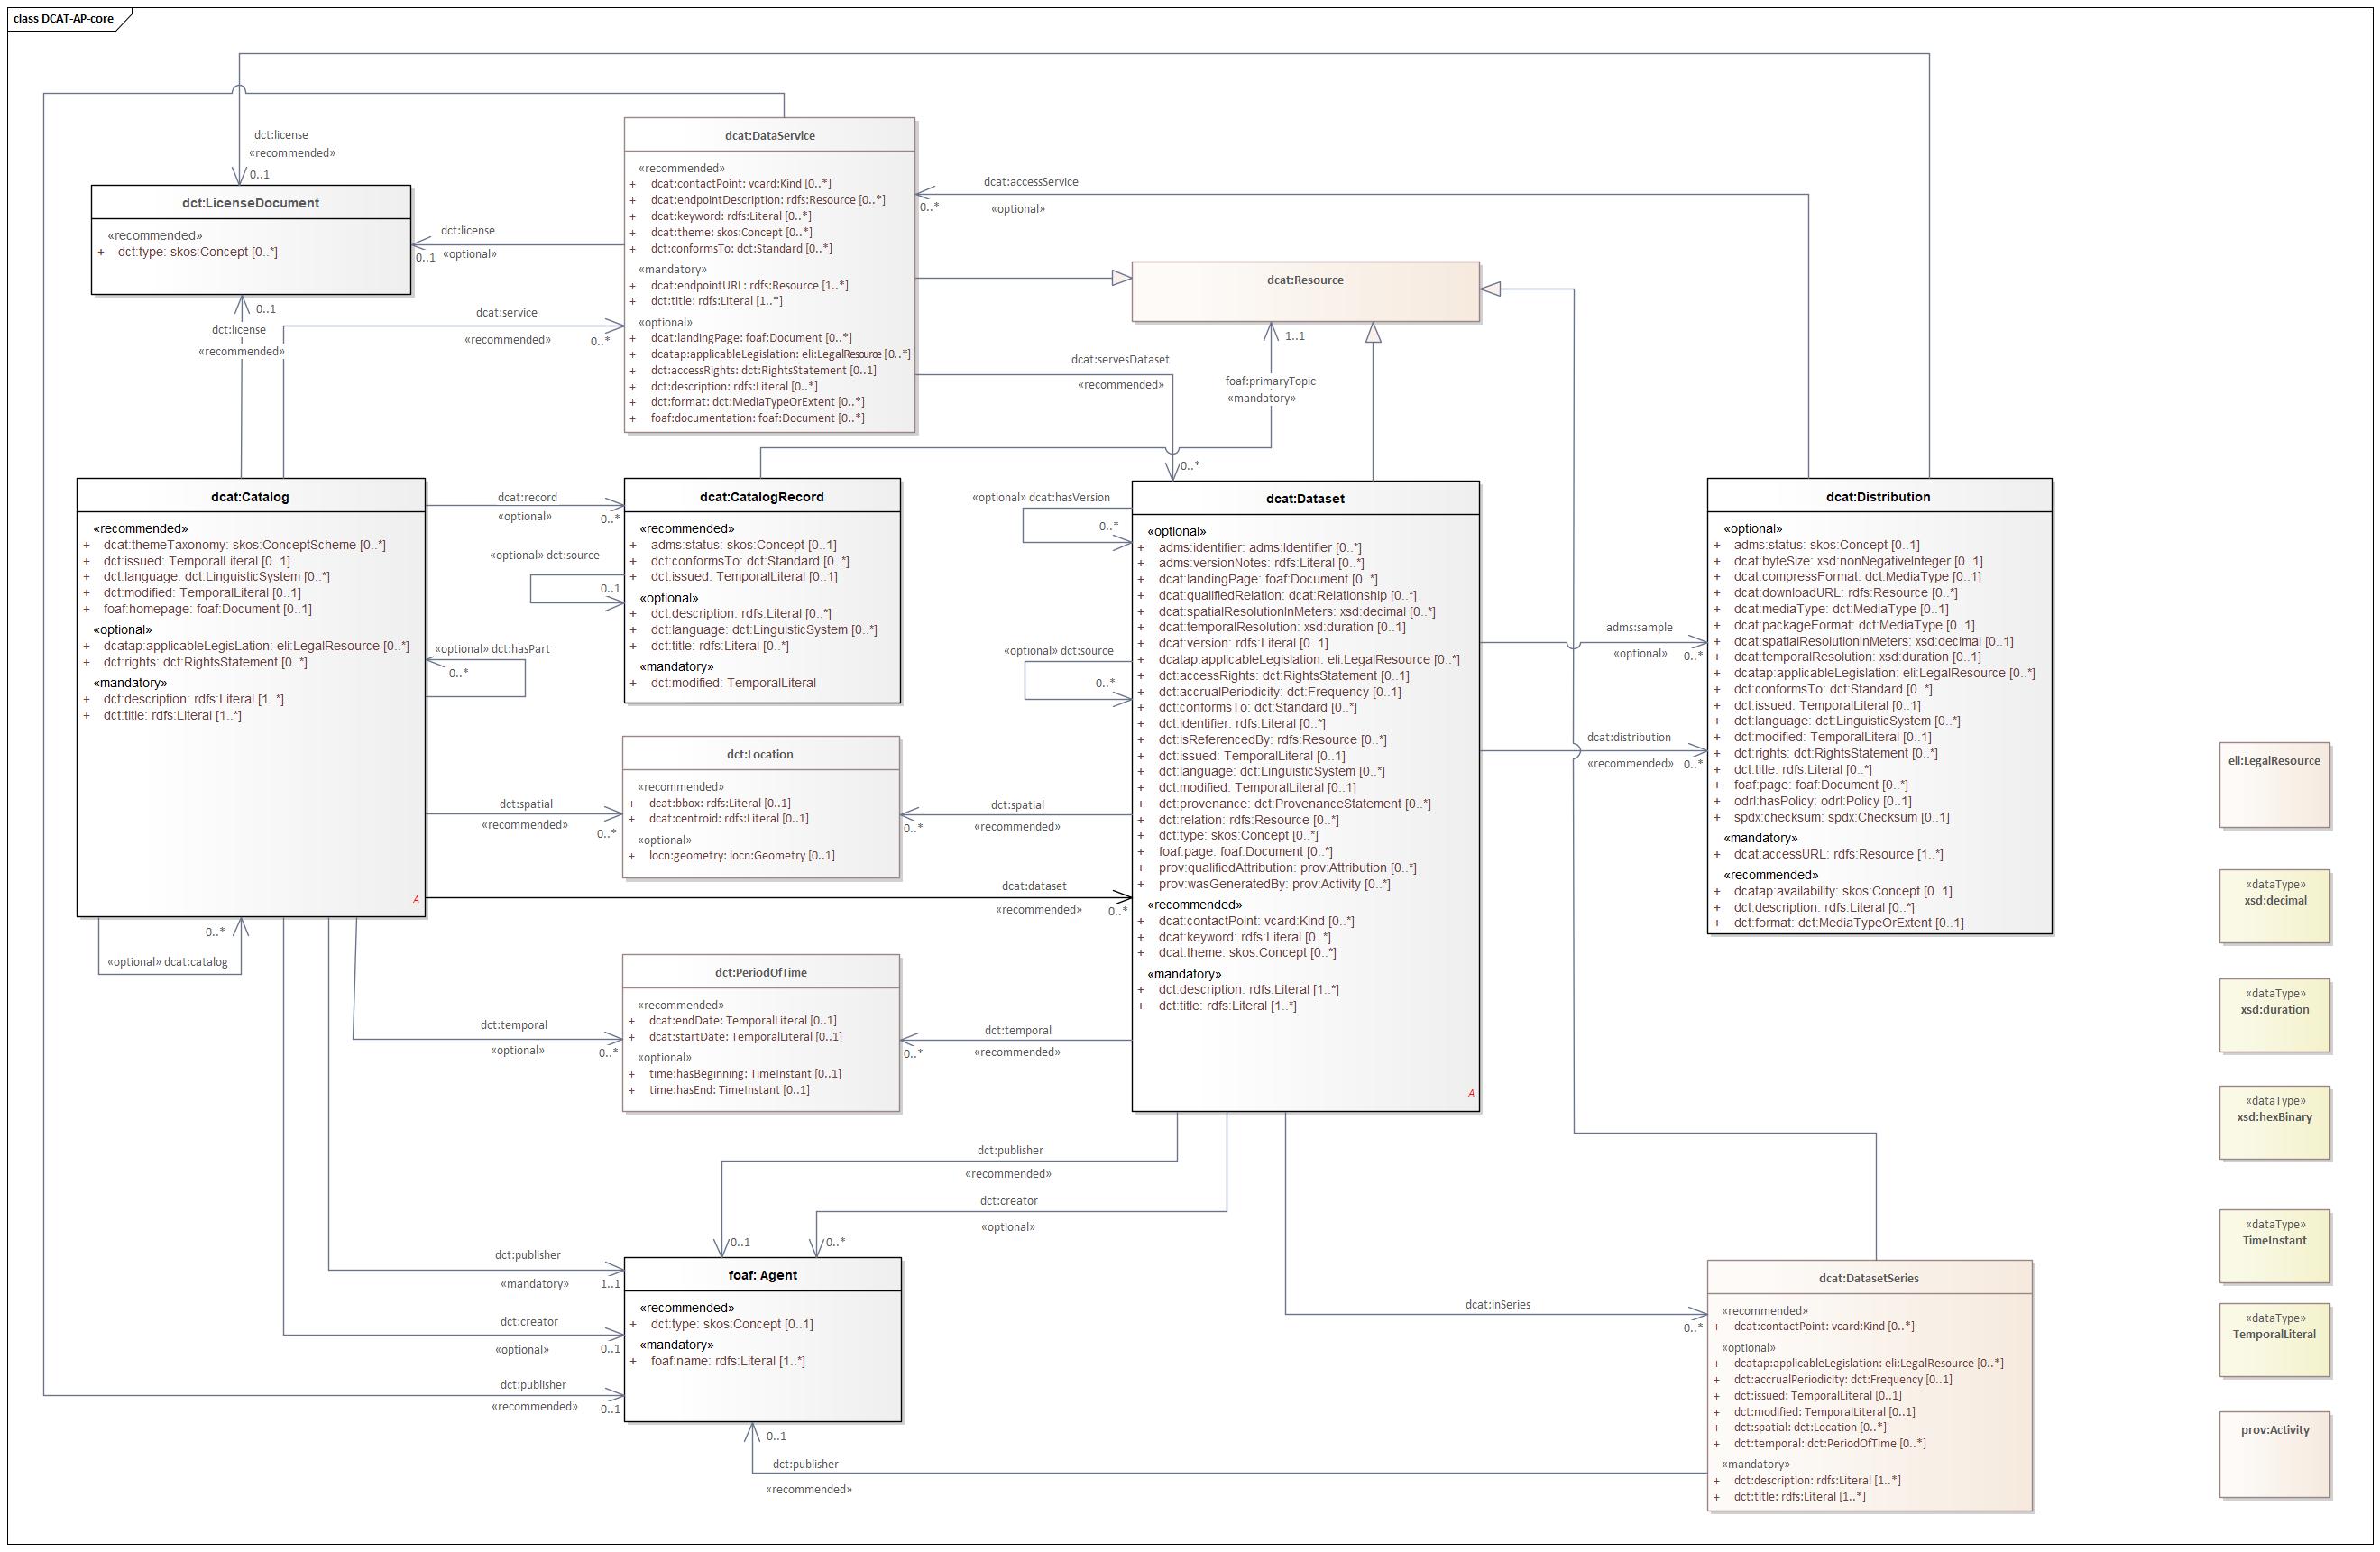 class DCAT-AP-core
dct:license
«recommended»
0..1
dct:LicenseDocument
«recommended»
+ dct:type: skos:Concept [0..*]
dct:license
0..1
«optional»
0..1
dct:license
«recommended»
dcat:service
«recommended»
0..*
dcat:DataService
«recommended»
+ dcat:contactPoint: vcard:Kind [0..*]
+ dcat:endpointDescription: rdfs:Resource [0..*]
+ dcat:keyword: rdfs:Literal [0..*]
+ dcat:theme: skos:Concept [0..*]
+ dct:conformsTo: dct:Standard [0..*]
«mandatory»
+ dcat:endpointURL: rdfs:Resource [1..*]
+ dct:title: rdfs:Literal [1..*]
«optional»
+ dcat:landingPage: foaf:Document [0..*]
+ dcatap:applicableLegislation: eli:LegalResource [0..*]
+ dct:accessRights: dct:RightsStatement [0..1]
+ dct:description: rdfs:Literal [0..*]
+ dct:format: dct:MediaTypeOrExtent [0..*]
+ foaf:documentation: foaf:Document [0..*]
dcat:accessService
0..*
«optional»
dcat:Resource
1..1
dcat:servesDataset
«recommended»
foaf:primaryTopic
«mandatory»
0..*
dcat:Catalog
«recommended»
+ dcat:themeTaxonomy: skos:ConceptScheme [0..*]
+ dct:issued: TemporalLiteral [0..1]
+ dct:language: dct:LinguisticSystem [0..*]
+ dct:modified: TemporalLiteral [0..1]
+ foaf:homepage: foaf:Document [0..1]
«optional»
+ dcatap:applicableLegisLation: eli:LegalResource [0..*]
+ dct:rights: dct:RightsStatement [0..*]
«mandatory»
+ dct:description: rdfs:Literal [1..*]
+ dct:title: rdfs:Literal [1..*]
A
dcat:record
«optional»
0..*
«optional» dct:source
0..1
«optional» dct:hasPart
0..*
dcat:CatalogRecord
«recommended»
+ adms:status: skos:Concept [0..1]
+ dct:conformsTo: dct:Standard [0..*]
+ dct:issued: TemporalLiteral [0..1]
«optional»
+ dct:description: rdfs:Literal [0..*]
+ dct:language: dct:LinguisticSystem [0..*]
+ dct:title: rdfs:Literal [0..*]
«mandatory»
+ dct:modified: TemporalLiteral
«optional» dcat:hasVersion
0..*
«optional» dct:source
0..*
dcat:Dataset
«optional»
+ adms:identifier: adms:Identifier [0..*]
+ adms:versionNotes: rdfs:Literal [0..*]
+ dcat:landingPage: foaf:Document [0..*]
+ dcat:qualifiedRelation: dcat:Relationship [0..*]
+ dcat:spatialResolutionInMeters: xsd:decimal [0..*]
+ dcat:temporalResolution: xsd:duration [0..1]
+ dcat:version: rdfs:Literal [0..1]
+ dcatap:applicableLegislation: eli:LegalResource [0..*]
+ dct:accessRights: dct:RightsStatement [0..1]
+ dct:accrualPeriodicity: dct:Frequency [0..1]
+ dct:conformsTo: dct:Standard [0..*]
+ dct:identifier: rdfs:Literal [0..*]
+ dct:isReferencedBy: rdfs:Resource [0..*]
+ dct:issued: TemporalLiteral [0..1]
+ dct:language: dct:LinguisticSystem [0..*]
+ dct:modified: TemporalLiteral [0..1]
+ dct:provenance: dct:ProvenanceStatement [0..*]
+ dct:relation: rdfs:Resource [0..*]
+ dct:type: skos:Concept [0..*]
+ foaf:page: foaf:Document [0..*]
+ prov:qualifiedAttribution: prov:Attribution [0..*]
+ prov:wasGeneratedBy: prov:Activity [0..*]
«recommended»
+ dcat:contactPoint: vcard:Kind [0..*]
+ dcat:keyword: rdfs:Literal [0..*]
+ dcat:theme: skos:Concept [0..*]
«mandatory»
+ dct:description: rdfs:Literal [1..*]
+ dct:title: rdfs:Literal [1..*]
A
adms:sample
«optional»
0..*
dcat:distribution
«recommended»
0..*
dcat:Distribution
«optional»
+ adms:status: skos:Concept [0..1]
+ dcat:byteSize: xsd:nonNegativeInteger [0..1]
+ dcat:compressFormat: dct:MediaType [0..1]
+ dcat:downloadURL: rdfs:Resource [0..*]
+ dcat:mediaType: dct:MediaType [0..1]
+ dcat:packageFormat: dct:MediaType [0..1]
+ dcat:spatialResolutionInMeters: xsd:decimal [0..1]
+ dcat:temporalResolution: xsd:duration [0..1]
+ dcatap:applicableLegislation: eli:LegalResource [0..*]
+ dct:conformsTo: dct:Standard [0..*]
+ dct:issued: TemporalLiteral [0..1]
+ dct:language: dct:LinguisticSystem [0..*]
+ dct:modified: TemporalLiteral [0..1]
+ dct:rights: dct:RightsStatement [0..*]
+ dct:title: rdfs:Literal [0..*]
+ foaf:page: foaf:Document [0..*]
+ odrl:hasPolicy: odrl:Policy [0..1]
+ spdx:checksum: spdx:Checksum [0..1]
«mandatory»
+ dcat:accessURL: rdfs:Resource [1..*]
«recommended»
+ dcatap:availability: skos:Concept [0..1]
+ dct:description: rdfs:Literal [0..*]
+ dct:format: dct:MediaTypeOrExtent [0..1]
dct:Location
«recommended»
+ dcat:bbox: rdfs:Literal [0..1]
+ dcat:centroid: rdfs:Literal [0..1]
«optional»
+ locn:geometry: locn:Geometry [0..1]
dct:spatial
«recommended»
0..*
dct:spatial
0..*
«recommended»
dcat:dataset
«recommended»
0..*
0..*
«optional» dcat:catalog
dct:PeriodOfTime
«recommended»
+ dcat:endDate: TemporalLiteral [0..1]
+ dcat:startDate: TemporalLiteral [0..1]
«optional»
+ time:hasBeginning: TimeInstant [0..1]
+ time:hasEnd: TimeInstant [0..1]
dct:temporal
«optional»
0..*
dct:temporal
0..*
«recommended»
dct:publisher
«recommended»
0..1
dct:creator
«optional»
0..*
dct:publisher
«mandatory»
1..1
dct:creator
«optional»
0..1
dct:publisher
«recommended»
0..1
foaf: Agent
«recommended»
+ dct:type: skos:Concept [0..1]
«mandatory»
+ foaf:name: rdfs:Literal [1..*]
0..1
dct:publisher
«recommended»
dcat:inSeries
0..*
dcat:DatasetSeries
«recommended»
+ dcat:contactPoint: vcard:Kind [0..*]
«optional»
+ dcatap:applicableLegislation: eli:LegalResource [0..*]
+ dct:accrualPeriodicity: dct:Frequency [0..1]
+ dct:issued: TemporalLiteral [0..1]
+ dct:modified: TemporalLiteral [0..1]
+ dct:spatial: dct:Location [0..*]
+ dct:temporal: dct:PeriodOfTime [0..*]
«mandatory»
+ dct:description: rdfs:Literal [1..*]
+ dct:title: rdfs:Literal [1..*]
eli:LegalResource
«dataType»
xsd:decimal
«dataType»
xsd:duration
«dataType»
xsd:hexBinary
«dataType»
TimeInstant
«dataType»
TemporalLiteral
prov:Activity